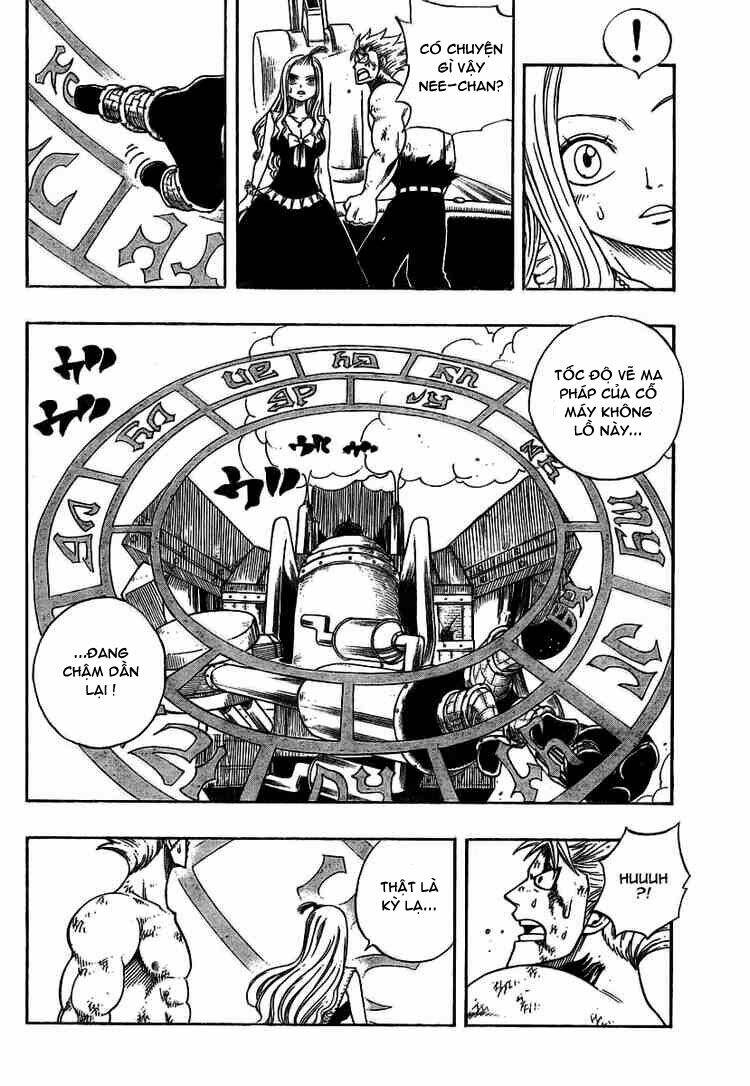 !
CÓ CHUYỆN
GÌ VẬY
NEE-CHAN?
TỐC ĐỘ VẼ MA
PHÁP CỦA CỖ
MÁY KHÔNG
LỒ NÀY...
...ĐANG
CHẬM DẦN
LẠI !
HUUUH
?!
THẬT LÀ
KỲ LẠ...